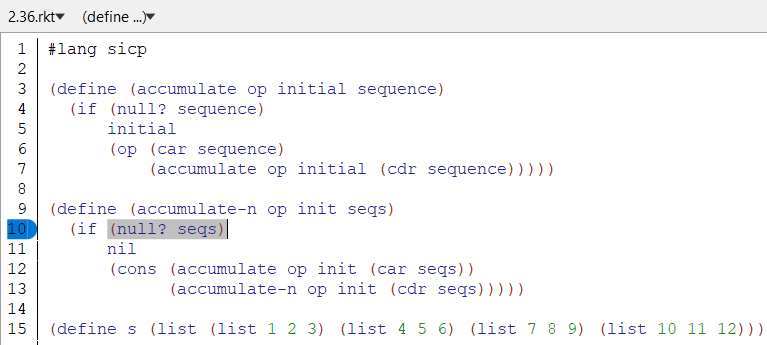 2.36.rkt▾ (define ...)▾
1 #lang sicp
2
3 (define (accumulate op initial sequence)
4   (if (null? sequence)
5       initial
6       (op (car sequence)
7           (accumulate op initial (cdr sequence)))))
8
9 (define (accumulate-n op init seqs)
10   (if (null? seqs)
11       nil
12       (cons (accumulate op init (car seqs))
13             (accumulate-n op init (cdr seqs)))))
14
15 (define s (list (list 1 2 3) (list 4 5 6) (list 7 8 9) (list 10 11 12)))